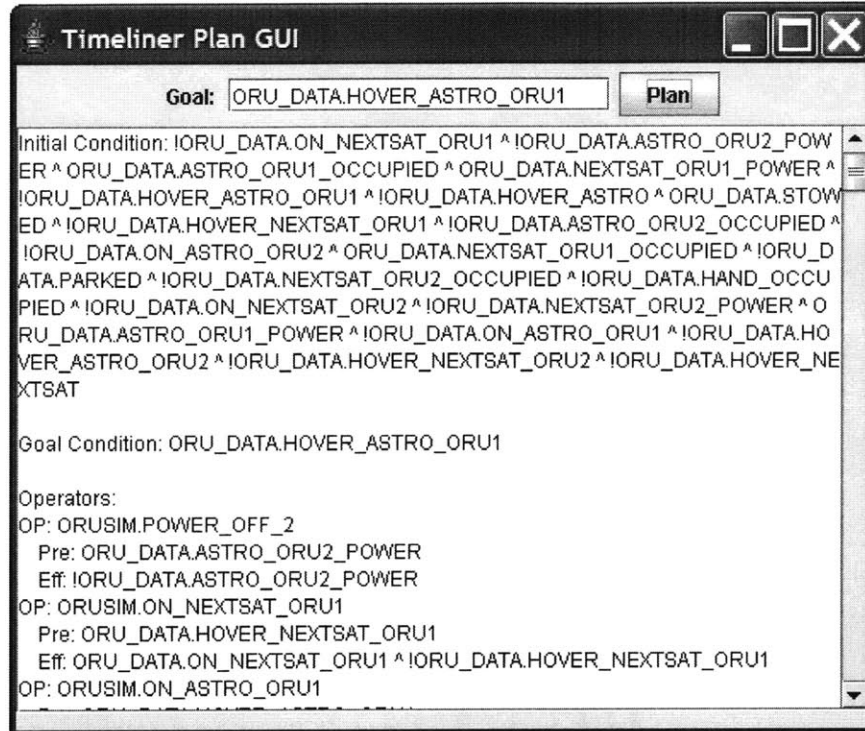 Timeliner Plan GUI
Goal: ORU_DATA.HOVER_ASTRO_ORU1 Plan
Initial Condition: !ORU_DATA.ON_NEXTSAT_ORU1 ^ !ORU_DATA.ASTRO_ORU2_POW
ER ^ ORU_DATA.ASTRO_ORU1_OCCUPIED ^ ORU_DATA.NEXTSAT_ORU1_POWER ^
!ORU_DATA.HOVER_ASTRO_ORU1 ^ !ORU_DATA.HOVER_ASTRO ^ ORU_DATA.STOW
ED ^ !ORU_DATA.HOVER_NEXTSAT_ORU1 ^ !ORU_DATA.ASTRO_ORU2_OCCUPIED ^
!ORU_DATA.ON_ASTRO_ORU2 ^ ORU_DATA.NEXTSAT_ORU1_OCCUPIED ^ !ORU_D
ATA.PARKED ^ !ORU_DATA.NEXTSAT_ORU2_OCCUPIED ^ !ORU_DATA.HAND_OCCU
PIED ^ !ORU_DATA.ON_NEXTSAT_ORU2 ^ !ORU_DATA.NEXTSAT_ORU2_POWER ^ O
RU_DATA.ASTRO_ORU1_POWER ^ !ORU_DATA.ON_ASTRO_ORU1 ^ !ORU_DATA.HO
VER_ASTRO_ORU2 ^ !ORU_DATA.HOVER_NEXTSAT_ORU2 ^ !ORU_DATA.HOVER_NE
XTSAT
Goal Condition: ORU_DATA.HOVER_ASTRO_ORU1
Operators:
OP: ORUSIM.POWER_OFF_2
Pre: ORU_DATA.ASTRO_ORU2_POWER
Eff: !ORU_DATA.ASTRO_ORU2_POWER
OP: ORUSIM.ON_NEXTSAT_ORU1
Pre: ORU_DATA.HOVER_NEXTSAT_ORU1
Eff: ORU_DATA.ON_NEXTSAT_ORU1 ^ !ORU_DATA.HOVER_NEXTSAT_ORU1
OP: ORUSIM.ON_ASTRO_ORU1